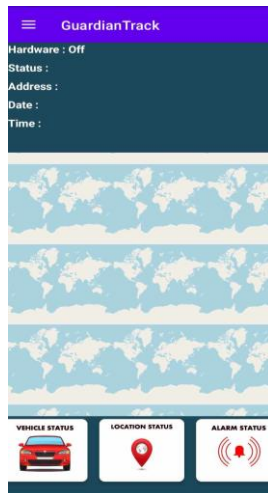 GuardianTrack
Hardware : Off
Status :
Address :
Date :
Time :
VEHICLE STATUS
LOCATION STATUS
ALARM STATUS